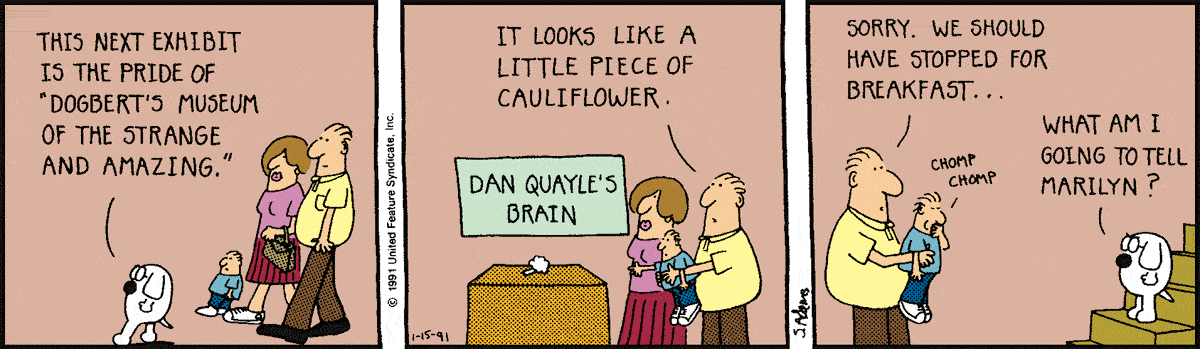 THIS NEXT EXHIBIT
IS THE PRIDE OF
"DOGBERT'S MUSEUM
OF THE STRANGE
AND AMAZING."
© 1991 United Feature Syndicate, Inc.
IT LOOKS LIKE A
LITTLE PIECE OF
CAULIFLOWER.
DAN QUAYLE'S
BRAIN
1-15-91
S. Adams
SORRY. WE SHOULD
HAVE STOPPED FOR
BREAKFAST...
CHOMP
CHOMP
WHAT AM I
GOING TO TELL
MARILYN?